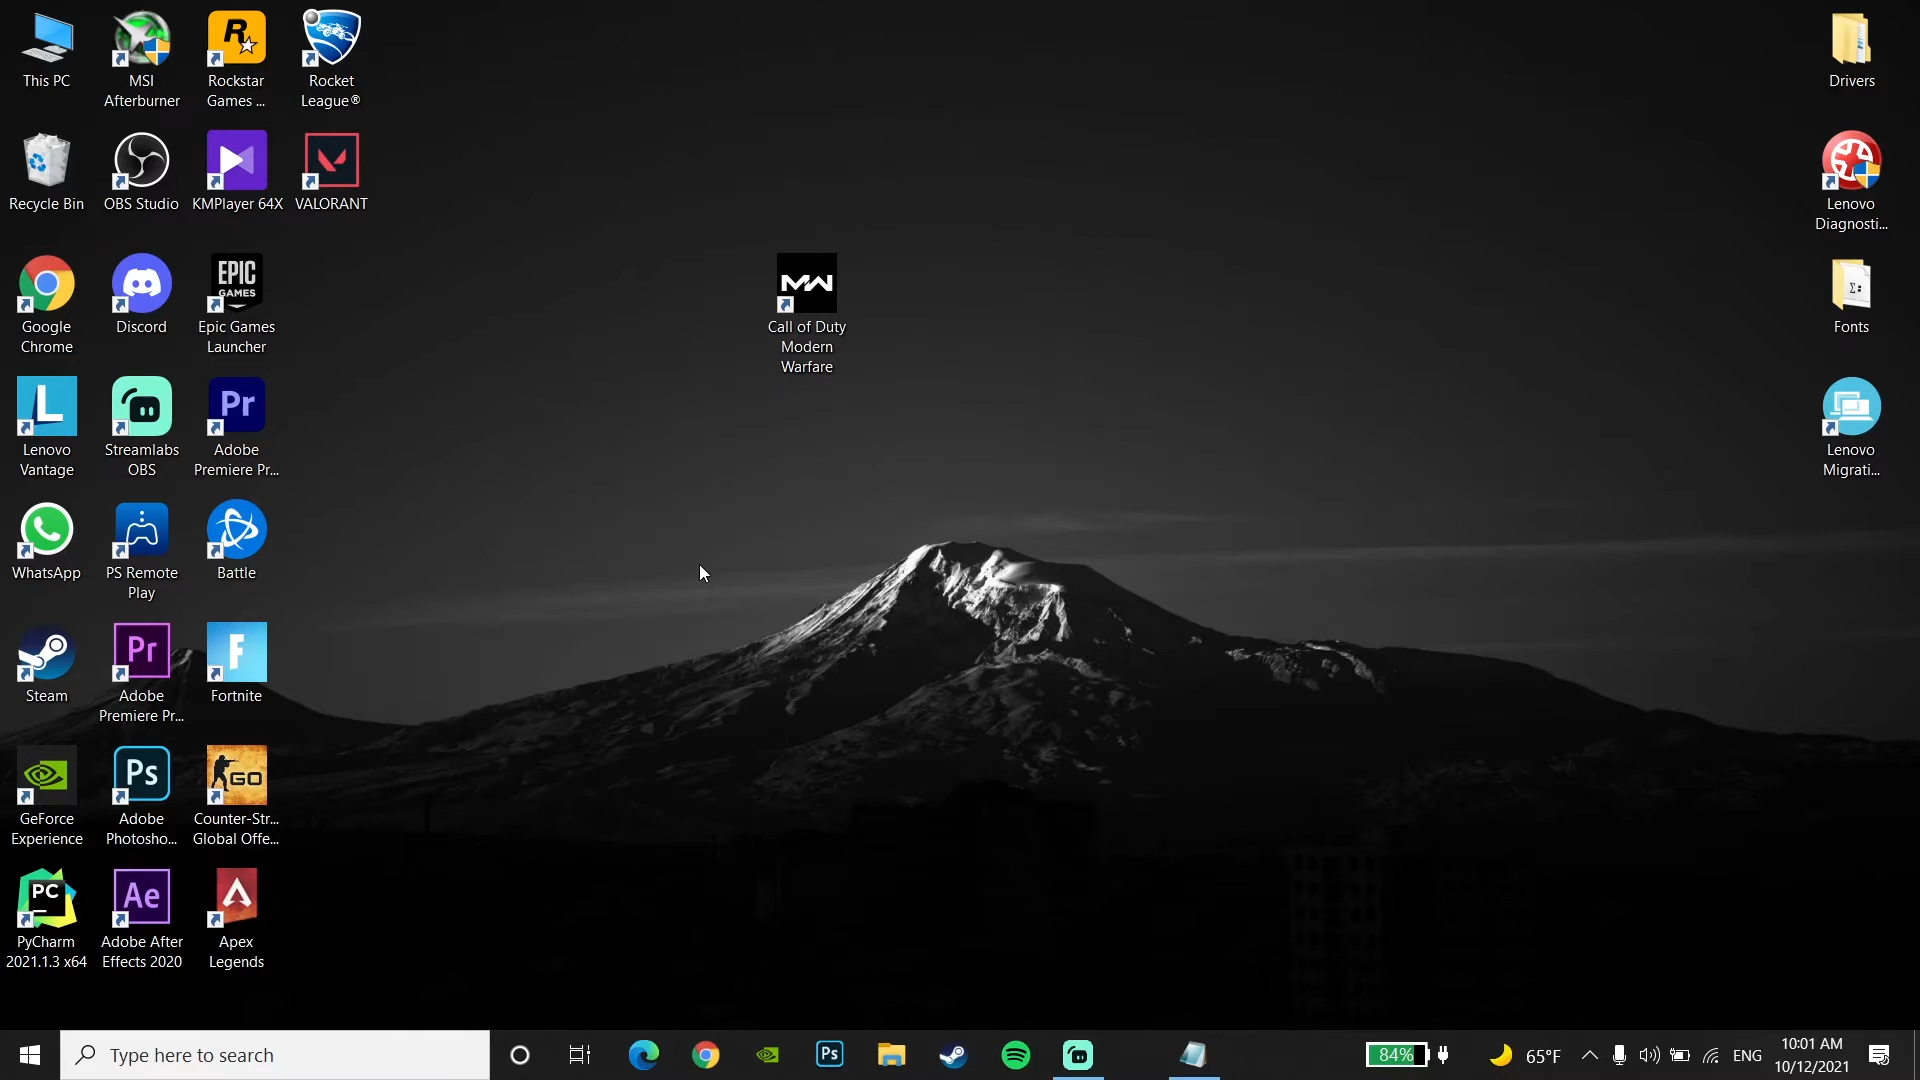 This PC
MSI
Afterburner
R
Rockstar
Games ...
Rocket
League®
Recycle Bin
OBS Studio
KMPlayer 64X
VALORANT
Google
Chrome
Discord
EPIC
GAMES
Epic Games
Launcher
L
Lenovo
Vantage
Streamlabs
OBS
Pr
Adobe
Premiere Pr...
WhatsApp
PS Remote
Play
Battle
Steam
Pr
Adobe
Premiere Pr...
F
Fortnite
GeForce
Experience
Ps
Adobe
Photosho...
GO
Counter-Str...
Global Offe...
PC
PyCharm
2021.1.3 x64
Ae
Adobe After
Effects 2020
Apex
Legends
MW
Call of Duty
Modern
Warfare
Drivers
Lenovo
Diagnosti...
Fonts
Lenovo
Migrati...
Type here to search
Ps
84%
65°F
ENG
10:01 AM
10/12/2021